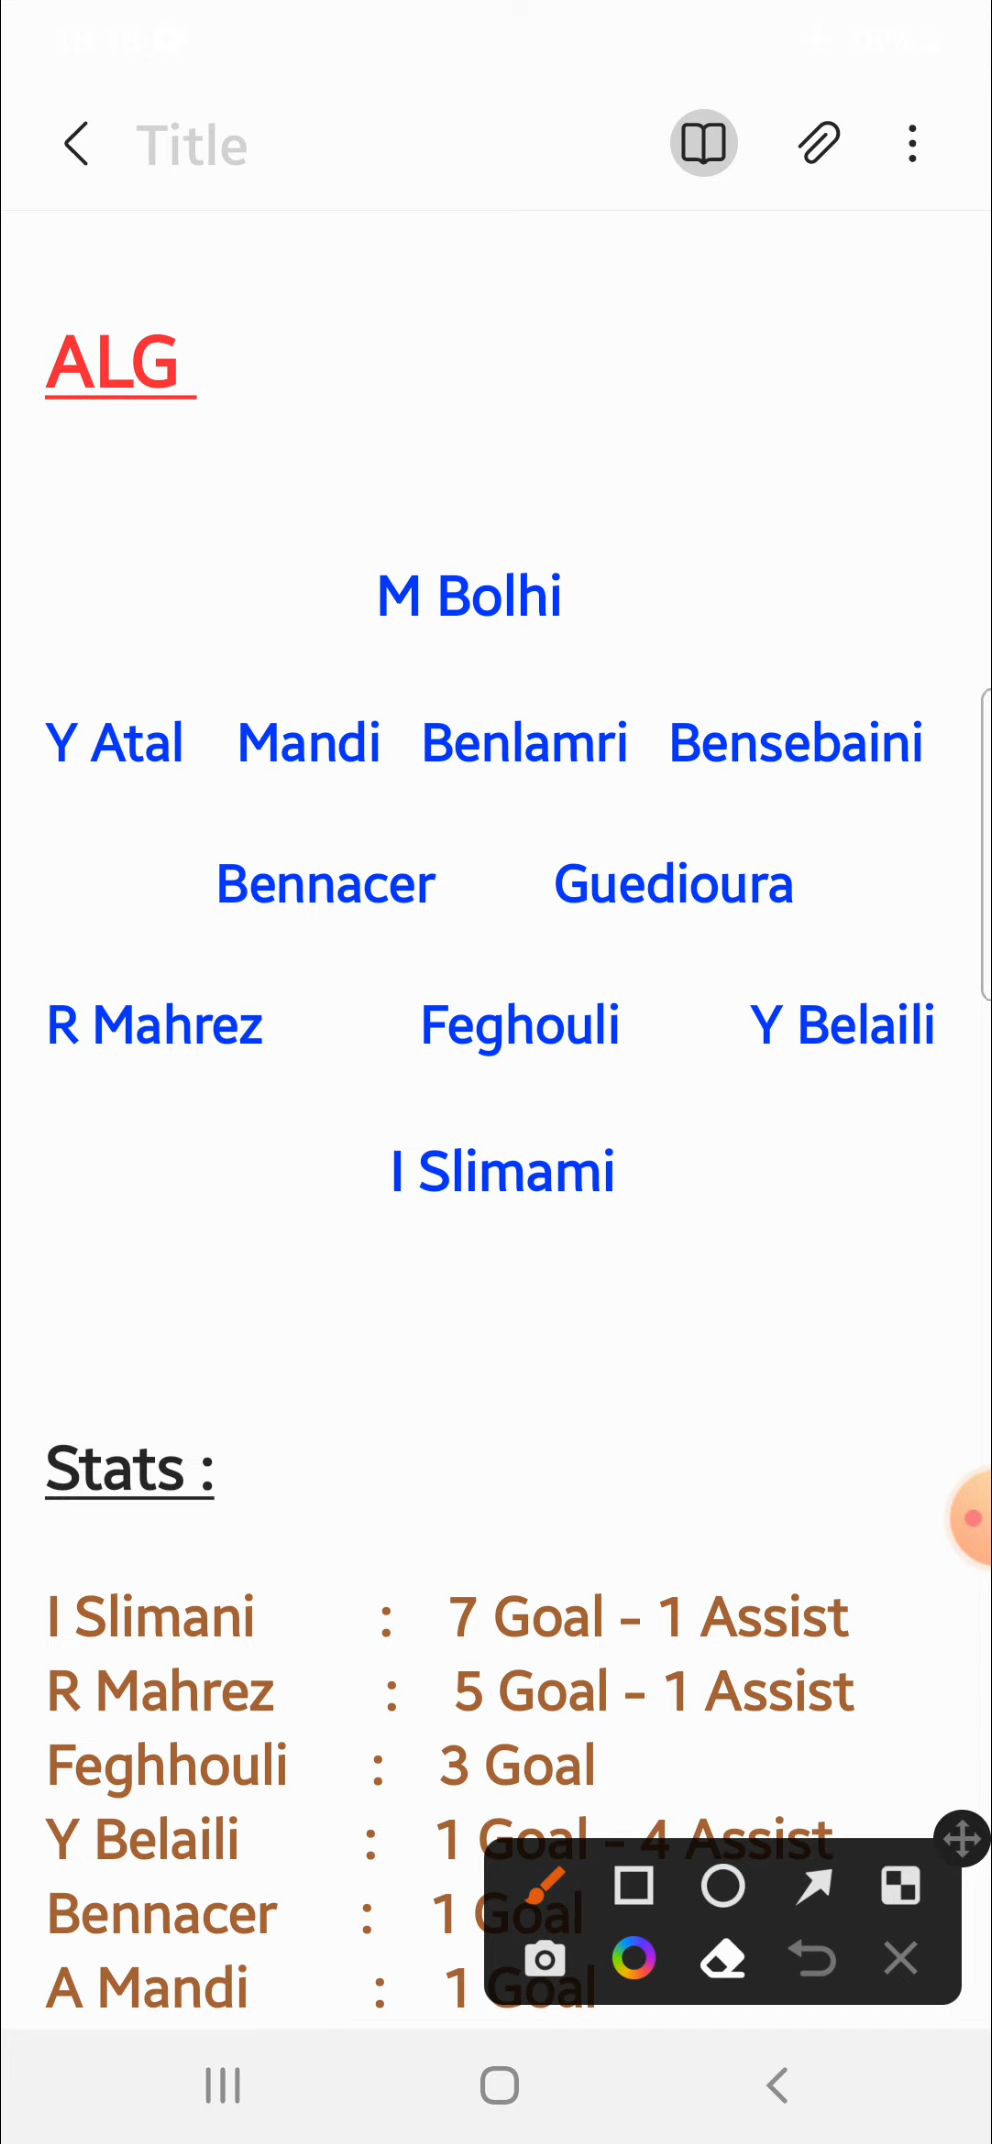 Title
ALG
M Bolhi
Y Atal Mandi Benlamri Bensebaini
Bennacer Guedioura
R Mahrez Feghouli Y Belaili
I Slimami
Stats :
I Slimani : 7 Goal - 1 Assist
R Mahrez : 5 Goal - 1 Assist
Feghhouli : 3 Goal
Y Belaili : 1 Goal - 4 Assist
Bennacer : 1 Goal
A Mandi : 1 Goal